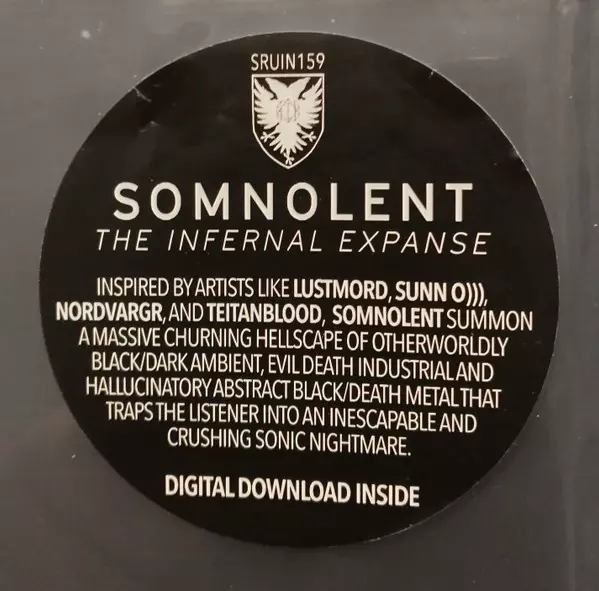 SRUIN159
SOMNOLENT
THE INFERNAL EXPANSE
INSPIRED BY ARTISTS LIKE LUSTMORD, SUNN O))),
NORDVARGR, AND TEITANBLOOD, SOMNOLENT SUMMON
A MASSIVE CHURNING HELLSCAPE OF OTHERWORLDLY
BLACK/DARK AMBIENT, EVIL DEATH INDUSTRIAL AND
HALLUCINATORY ABSTRACT BLACK/DEATH METAL THAT
TRAPS THE LISTENER INTO AN INESCAPABLE AND
CRUSHING SONIC NIGHTMARE.
DIGITAL DOWNLOAD INSIDE